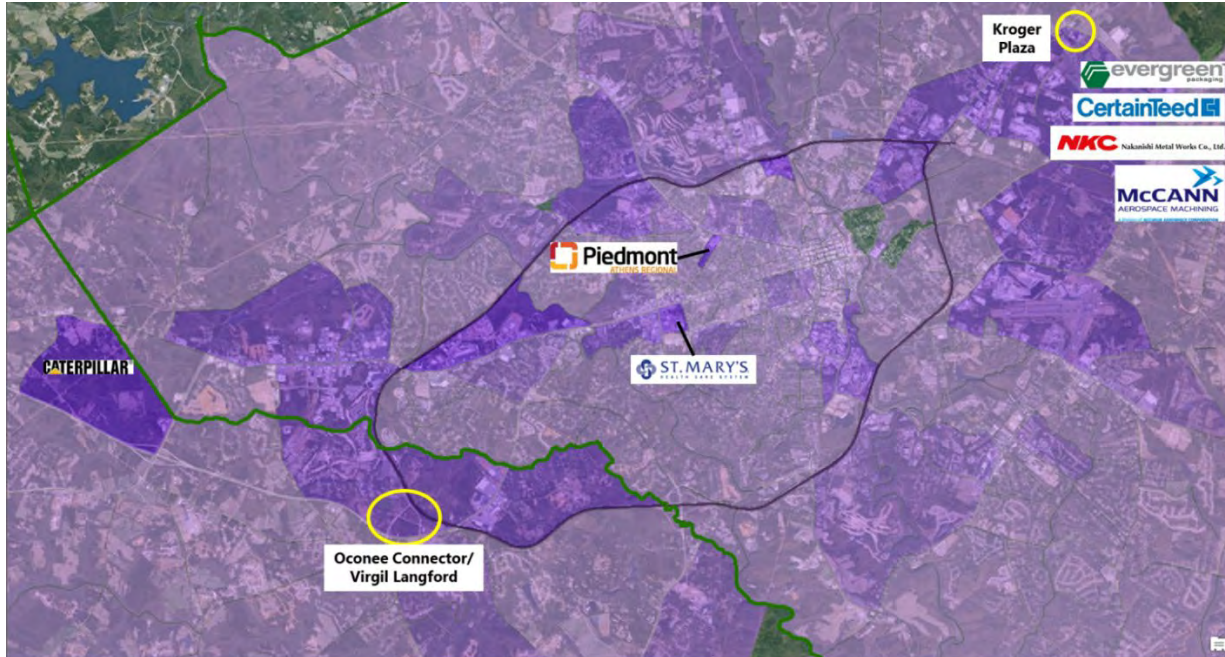 Kroger
Plaza
evergreen
packaging
CertainTeed
NKC Nakanishi Metal Works Co., Ltd.
McCANN
AEROSPACE MACHINING
Piedmont
ATHENS REGIONAL
CATERPILLAR
ST. MARY'S
HEALTH CARE SYSTEM
Oconee Connector/
Virgil Langford